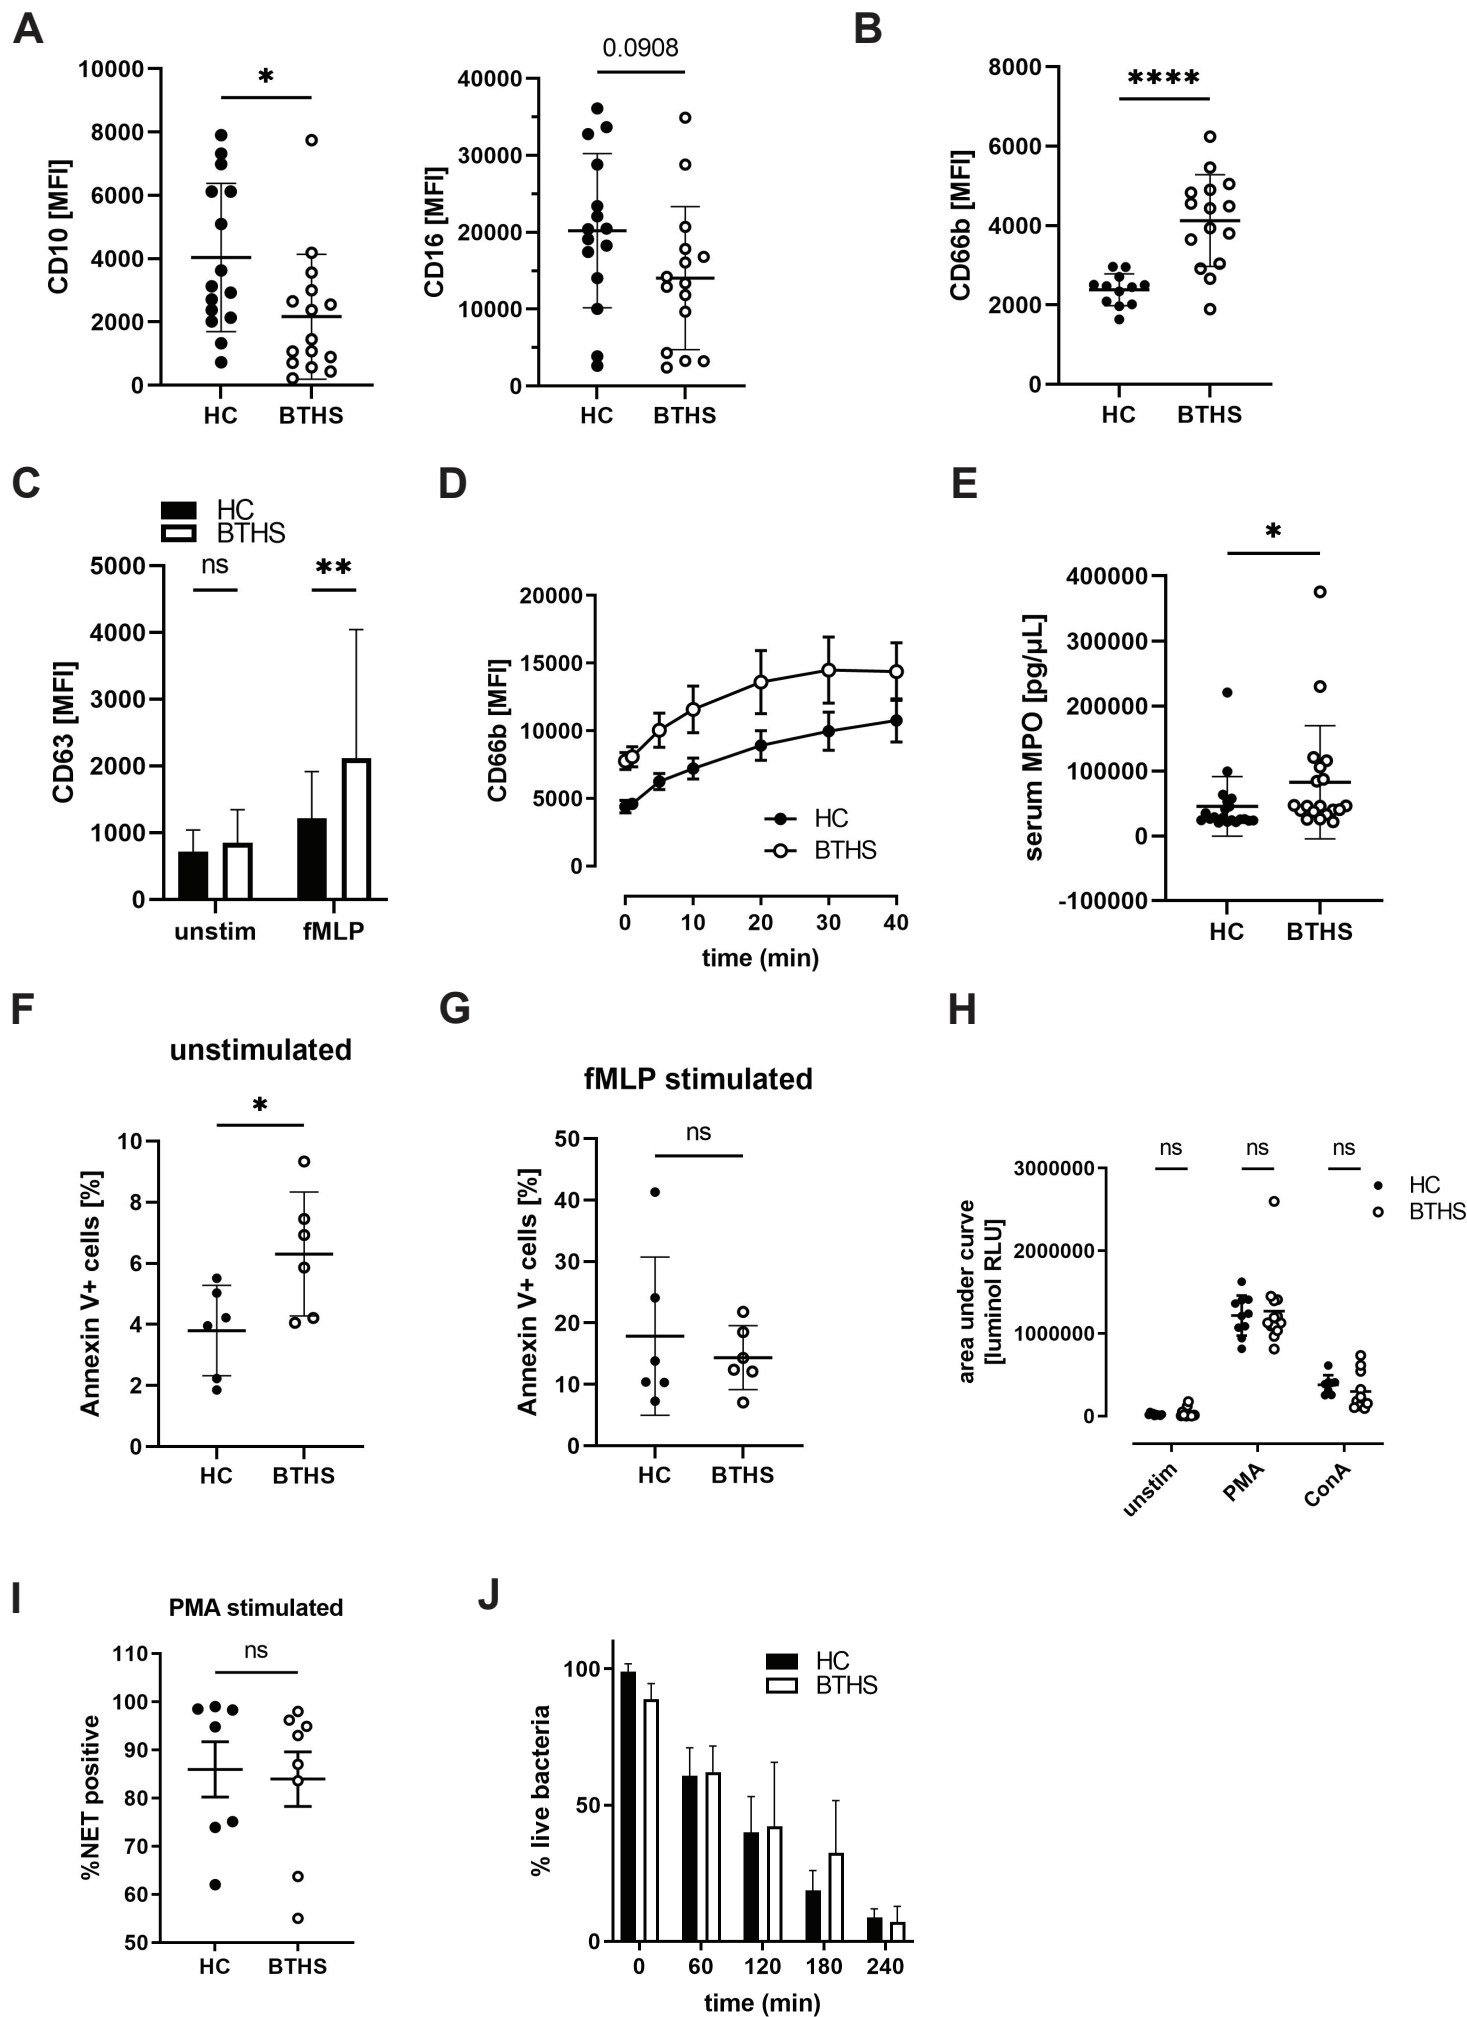 A
CD10 [MFI]
10000
8000
6000
4000
2000
0
*
HC
BTHS
CD16 [MFI]
40000
30000
20000
10000
0
0.0908
HC
BTHS
B
CD66b [MFI]
8000
6000
4000
2000
0
****
HC
BTHS
C
HC
BTHS
CD63 [MFI]
5000
4000
3000
2000
1000
0
ns
**
unstim
fMLP
D
CD66b [MFI]
20000
15000
10000
5000
0
HC
BTHS
0
10
20
30
40
time (min)
E
serum MPO [pg/µL]
400000
300000
200000
100000
0
-100000
*
HC
BTHS
F
unstimulated
Annexin V+ cells [%]
10
8
6
4
2
0
*
HC
BTHS
G
fMLP stimulated
Annexin V+ cells [%]
50
40
30
20
10
0
ns
HC
BTHS
H
area under curve
[luminol RLU]
3000000
2000000
1000000
0
ns
ns
ns
HC
BTHS
unstim
PMA
ConA
I
PMA stimulated
%NET positive
110
100
90
80
70
60
50
ns
HC
BTHS
J
% live bacteria
100
50
0
HC
BTHS
0
60
120
180
240
time (min)